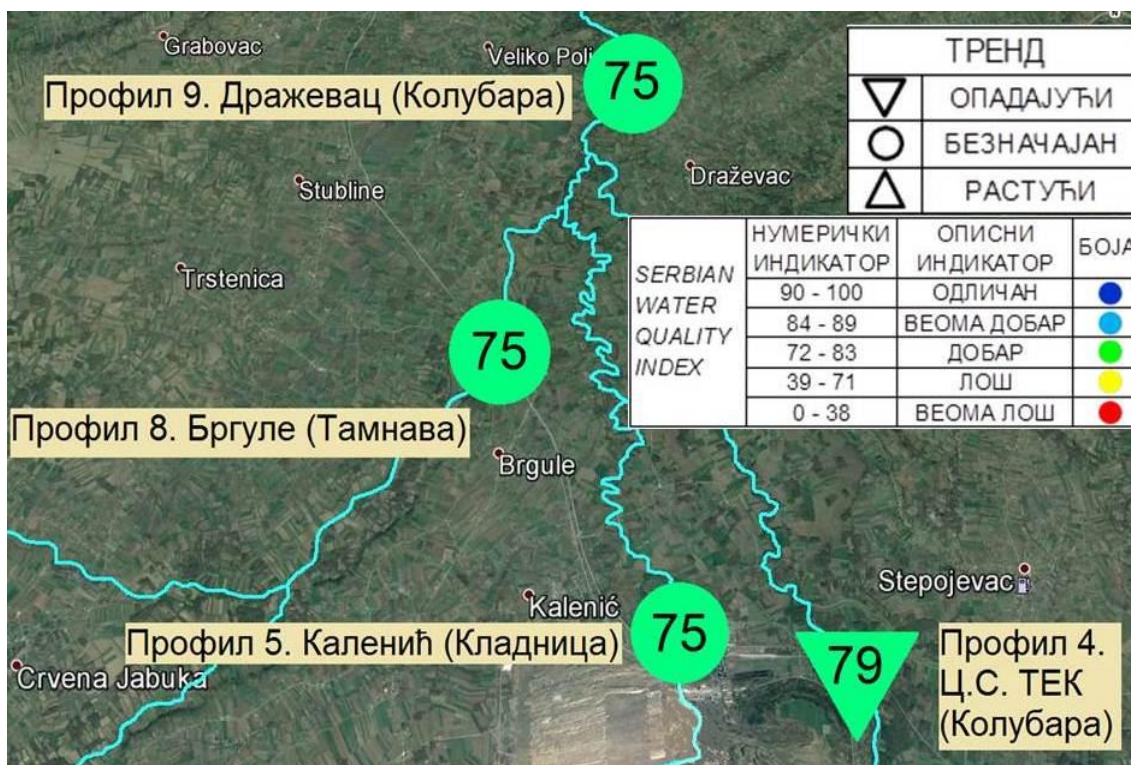 Grabovac
Veliko Polj
75
Профил 9. Дражевац (Колубара)
Stubline
Draževac
Trstenica
ТРЕНД
ОПАДАЈУЋИ
БЕЗНАЧАЈАН
РАСТУЋИ
SERBIAN
WATER
QUALITY
INDEX
НУМЕРИЧКИ
ИНДИКАТОР
ОПИСНИ
ИНДИКАТОР
БОЈА
90 - 100 ОДЛИЧАН
84 - 89 ВЕОМА ДОБАР
72 - 83 ДОБАР
39 - 71 ЛОШ
0 - 38 ВЕОМА ЛОШ
75
Профил 8. Бргуле (Тамнава)
Brgule
Kalenić
Stepojevac
75
Профил 5. Каленић (Кладница)
79
Профил 4.
Ц.С. ТЕК
(Колубара)
Crvena Jabuka